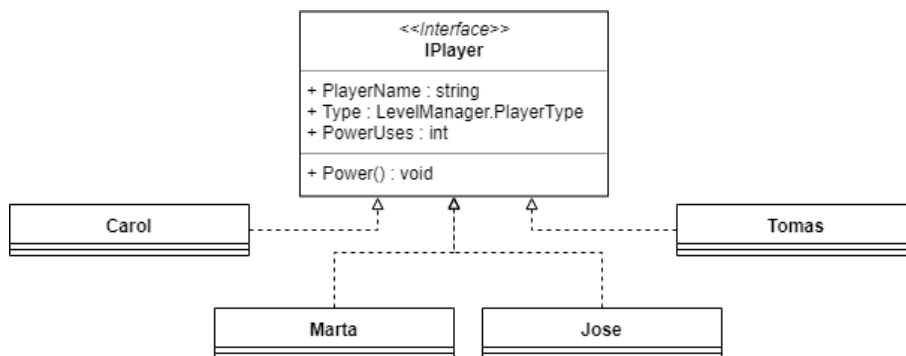 <<Interface>>
IPlayer
+ PlayerName : string
+ Type : LevelManager.PlayerType
+ PowerUses : int
+ Power() : void
Carol
Tomas
Marta
Jose